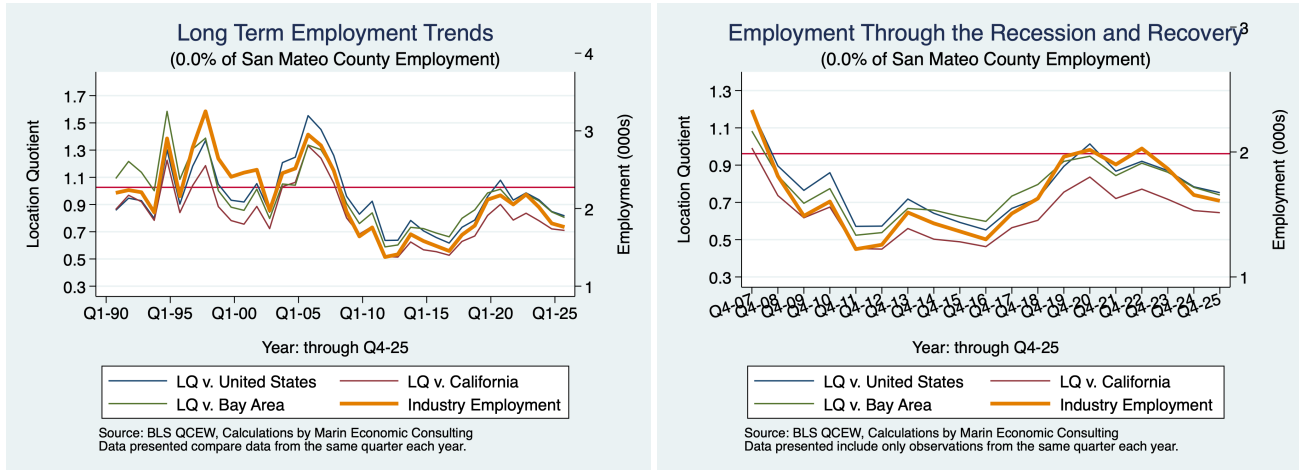 Long Term Employment Trends
(0.0% of San Mateo County Employment)
Location Quotient
1.7
1.5
1.3
1.1
0.9
0.7
0.5
0.3
4
3
2
1
Employment (000s)
Q1-90 Q1-95 Q1-00 Q1-05 Q1-10 Q1-15 Q1-20 Q1-25
Year: through Q4-25
LQ v. United States LQ v. California
LQ v. Bay Area Industry Employment
Source: BLS QCEW, Calculations by Marin Economic Consulting
Data presented compare data from the same quarter each year.
Employment Through the Recession and Recovery
(0.0% of San Mateo County Employment)
Location Quotient
1.3
1.1
0.9
0.7
0.5
0.3
3
2
1
Employment (000s)
Q4-07 Q4-08 Q4-09 Q4-10 Q4-11 Q4-12 Q4-13 Q4-14 Q4-15 Q4-16 Q4-17 Q4-18 Q4-19 Q4-20 Q4-21 Q4-22 Q4-23 Q4-24 Q4-25
Year: through Q4-25
LQ v. United States LQ v. California
LQ v. Bay Area Industry Employment
Source: BLS QCEW, Calculations by Marin Economic Consulting
Data presented include only observations from the same quarter each year.